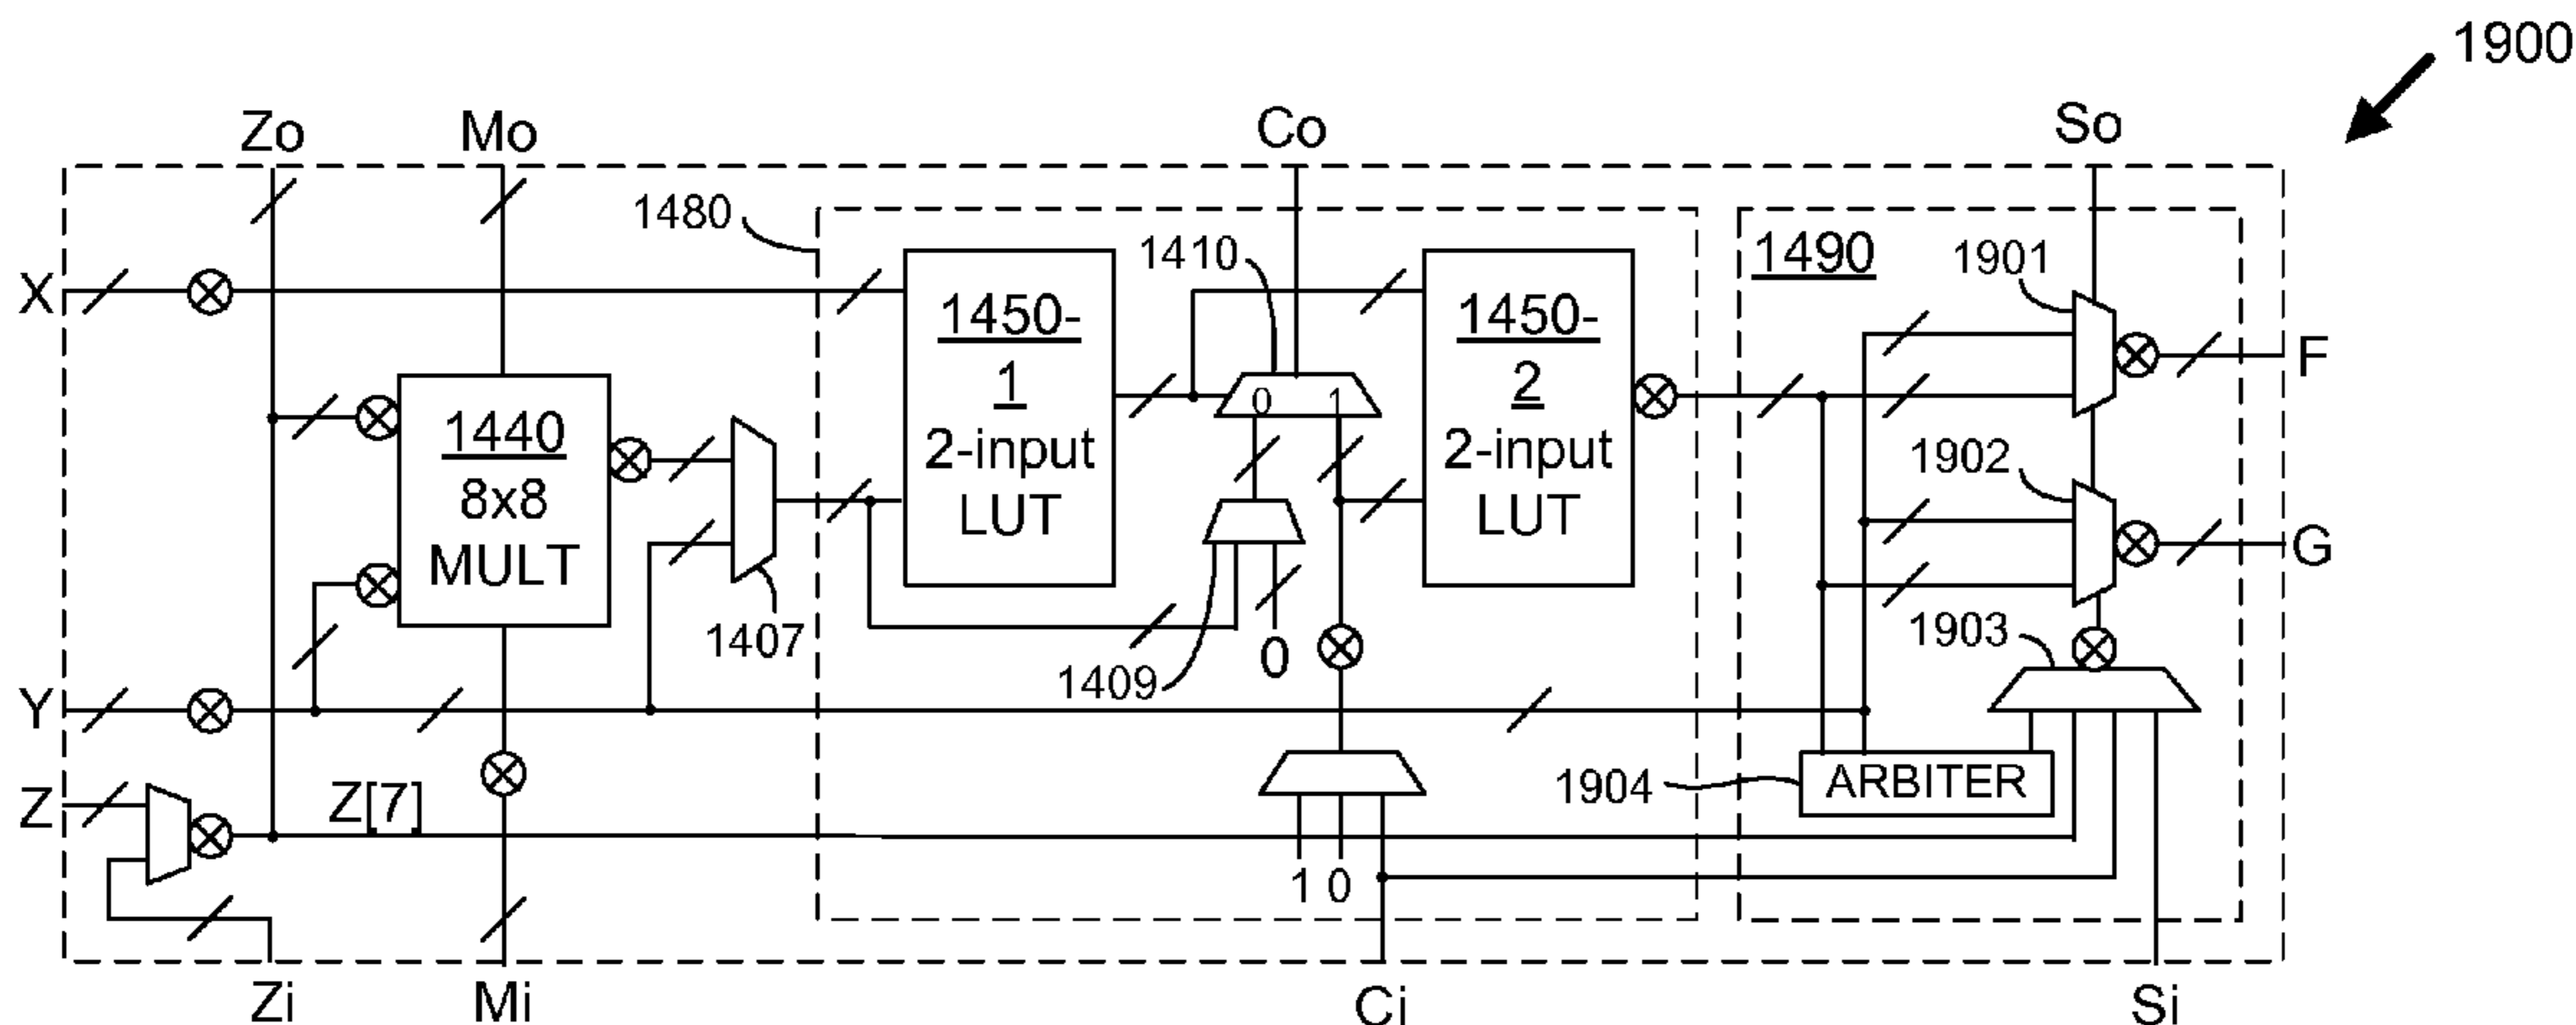 1900
Zo
Mo
Co
So
1480
1410
1490
1901
X
1450-
1
2-input
LUT
1450-
2
2-input
LUT
F
0 1
1440
8x8
MULT
1902
G
1407
1409
0
1903
Y
1904
ARBITER
Z
Z[7]
1 0
Zi
Mi
Ci
Si